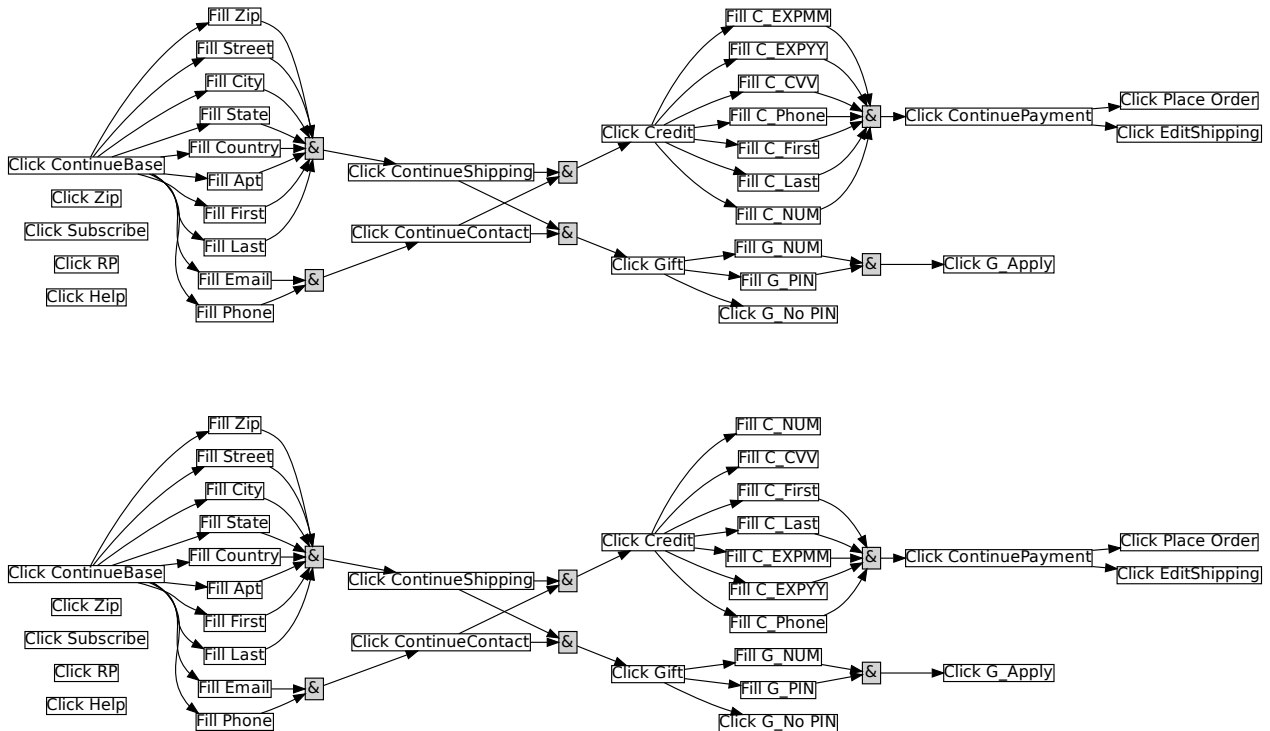 Fill Zip
Fill Street
Fill City
Fill State
Fill Country
Fill Apt
Fill First
Fill Last
Fill Email
Fill Phone
Click ContinueBase
Click Zip
Click Subscribe
Click RP
Click Help
&
&
Click ContinueShipping
Click ContinueContact
&
&
Click Credit
Click Gift
Fill C_EXPMM
Fill C_EXPYY
Fill C_CVV
Fill C_Phone
Fill C_First
Fill C_Last
Fill C_NUM
Fill G_NUM
Fill G_PIN
Click G_No PIN
&
&
Click ContinuePayment
Click G_Apply
Click Place Order
Click EditShipping
Fill Zip
Fill Street
Fill City
Fill State
Fill Country
Fill Apt
Fill First
Fill Last
Fill Email
Fill Phone
Click ContinueBase
Click Zip
Click Subscribe
Click RP
Click Help
&
&
Click ContinueShipping
Click ContinueContact
&
&
Click Credit
Click Gift
Fill C_NUM
Fill C_CVV
Fill C_First
Fill C_Last
Fill C_EXPMM
Fill C_EXPYY
Fill C_Phone
Fill G_NUM
Fill G_PIN
Click G_No PIN
&
&
Click ContinuePayment
Click G_Apply
Click Place Order
Click EditShipping